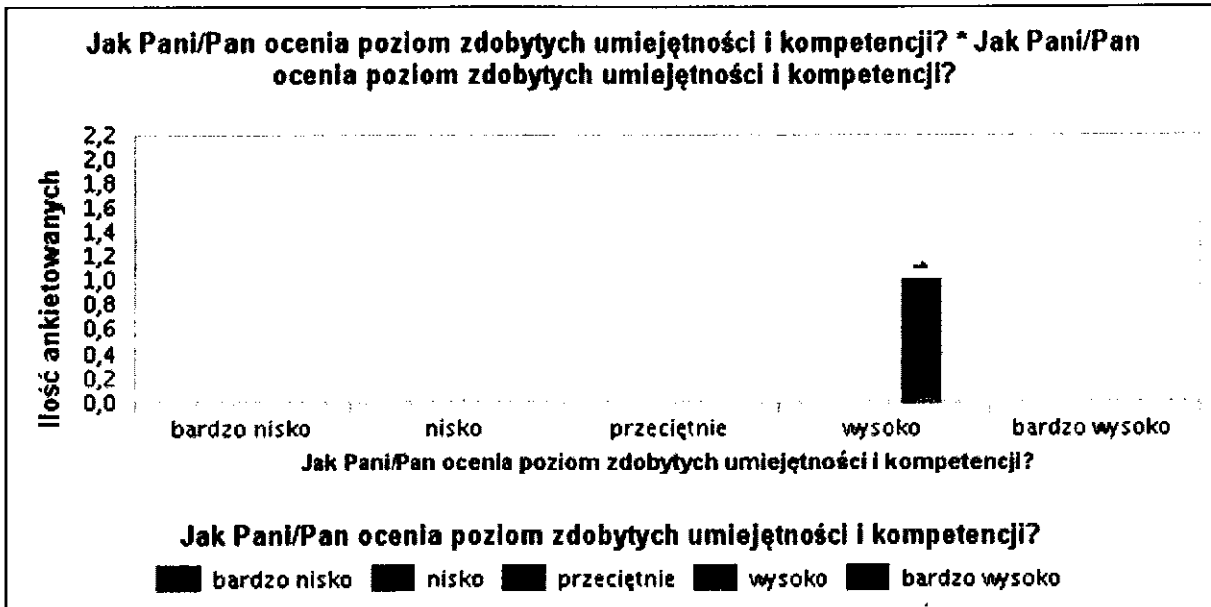 Jak Pani/Pan ocenia poziom zdobytych umiejętności i kompetencji? * Jak Pani/Pan
ocenia poziom zdobytych umiejętności i kompetencji?
Ilość ankietowanych
2,2
2,0
1,8
1,6
1,4
1,2
1,0
0,8
0,6
0,4
0,2
0,0
1
bardzo nisko nisko przeciętnie wysoko bardzo wysoko
Jak Pani/Pan ocenia poziom zdobytych umiejętności i kompetencji?
Jak Pani/Pan ocenia poziom zdobytych umiejętności i kompetencji?
bardzo nisko nisko przeciętnie wysoko bardzo wysoko